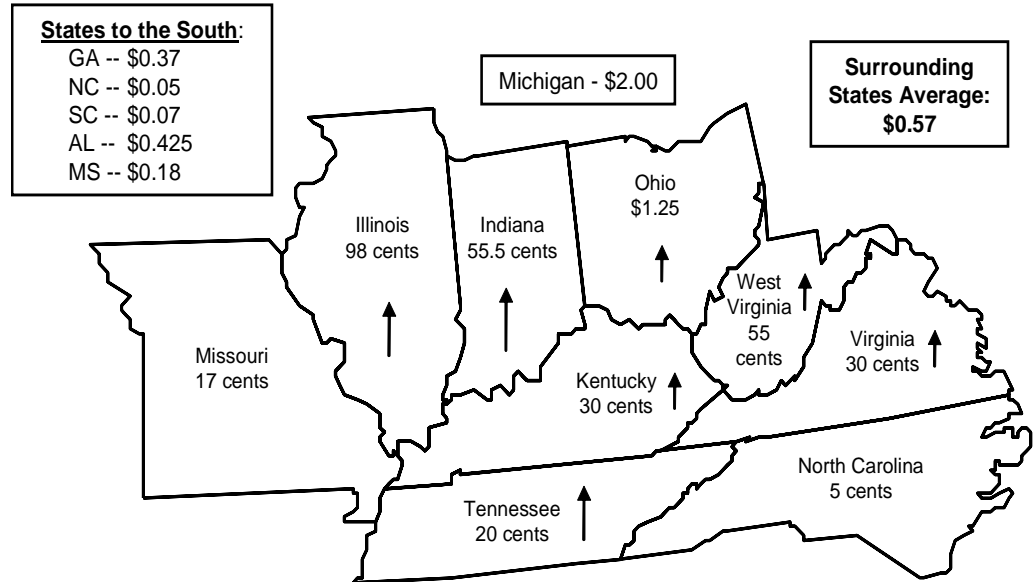 States to the South:
GA -- $0.37
NC -- $0.05
SC -- $0.07
AL -- $0.425
MS -- $0.18
Michigan - $2.00
Surrounding
States Average:
$0.57
Illinois
98 cents
Indiana
55.5 cents
Ohio
$1.25
West
Virginia
55
cents
Virginia
30 cents
Missouri
17 cents
Kentucky
30 cents
North Carolina
5 cents
Tennessee
20 cents